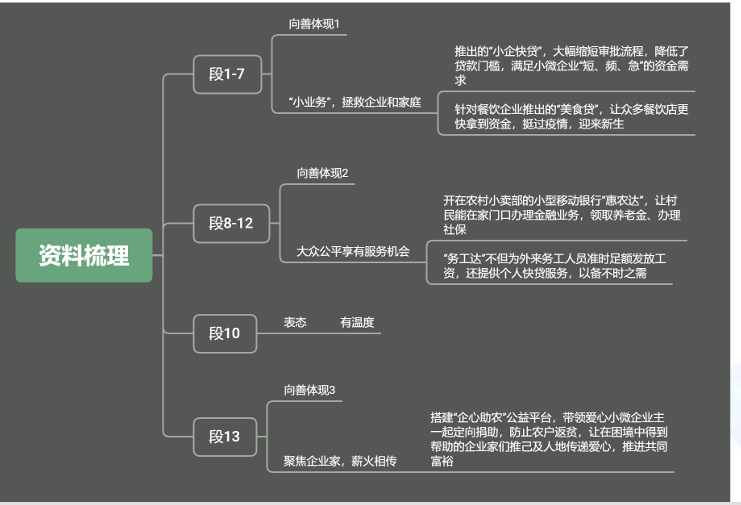 资料梳理
段1-7
向善体现1
“小业务”，拯救企业和家庭
推出的“小企快贷”，大幅缩短审批流程，降低了
贷款门槛，满足小微企业“短、频、急”的资金需
求
针对餐饮企业推出的“美食贷”，让众多餐饮店更
快拿到资金，挺过疫情，迎来新生
段8-12
向善体现2
大众公平享有服务机会
开在农村小卖部的小型移动银行“惠农达”，让村
民能在家门口办理金融业务，领取养老金、办理
社保
“务工达”不但为外来务工人员准时足额发放工
资，还提供个人快贷服务，以备不时之需
段10
表态 有温度
段13
向善体现3
聚焦企业家，薪火相传
搭建“企心助农”公益平台，带领爱心小微企业主
一起定向捐助，防止农户返贫，让在困境中得到
帮助的企业家们推己及人地传递爱心，推进共同
富裕